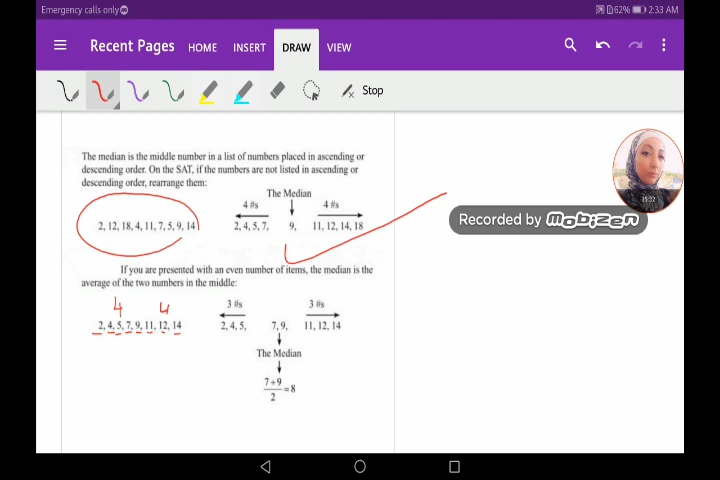 Emergency calls only 62% 2:33 AM
Recent Pages HOME INSERT DRAW VIEW
Stop
The median is the middle number in a list of numbers placed in ascending or
descending order. On the SAT, if the numbers are not listed in ascending or
descending order, rearrange them:
The Median
4 #s 4 #s
2, 12, 18, 4, 11, 7, 5, 9, 14 2, 4, 5, 7, 9, 11, 12, 14, 18
Recorded by Mobizen
If you are presented with an even number of items, the median is the
average of the two numbers in the middle:
4 4
3 #s 3 #s
2, 4, 5, 7, 9, 11, 12, 14 2, 4, 5, 7, 9, 11, 12, 14
The Median
7+9
= 8
2